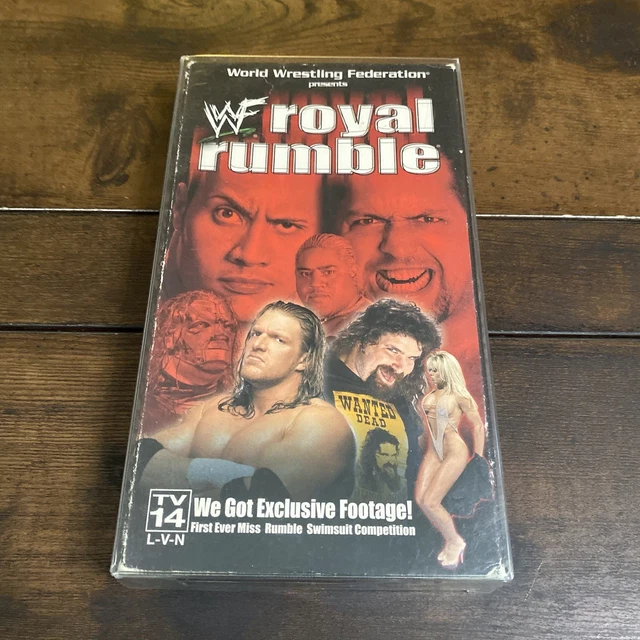 World Wrestling Federation®
presents
WF royal
rumble®
WANTED
DEAD
TV
14
L-V-N
We Got Exclusive Footage!
First Ever Miss Rumble Swimsuit Competition